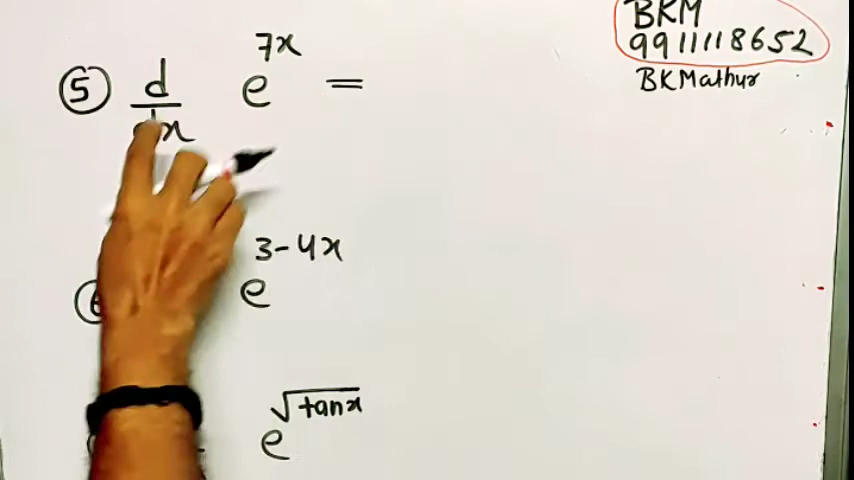 BKM
9911118652
BKMathur
⑤ d/dx e^{7x} =
e^{3-4x}
e^{√tanx}